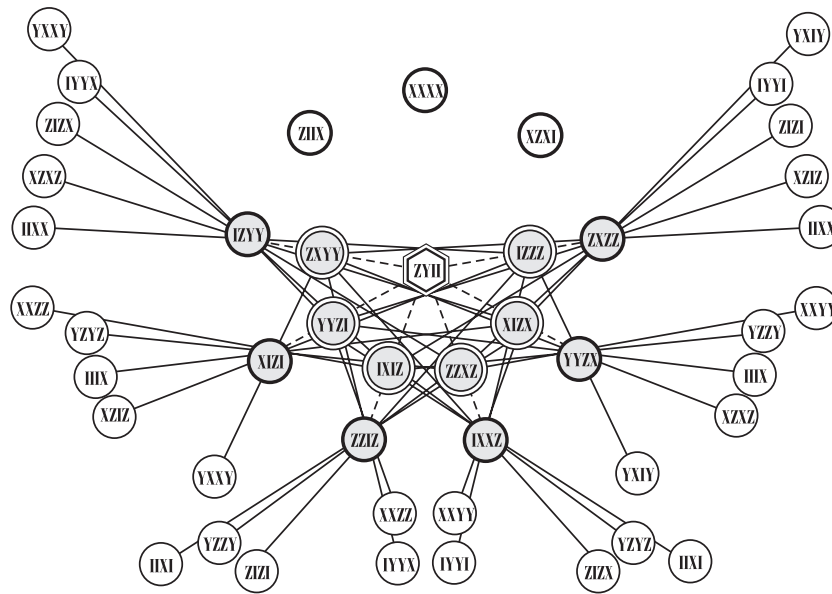 YXXY
YXIY
IYYX
XXXX
IYYI
ZIZX
ZIIX
XZXI
ZIZI
XZXZ
XZIZ
IIXX
IZYY
ZXYY
ZYII
IZZZ
ZXZZ
IIXX
XXZZ
YZYZ
YYZI
XIZX
YZZY
XXYY
IIIX
XIZI
IXIZ
ZZXZ
YYZX
IIIX
XZIZ
XZXZ
ZZIZ
IXXZ
YXXY
YXIY
XXZZ
XXYY
IIXI
YZZY
ZIZI
IYYX
IYYI
ZIZX
YZYZ
IIXI